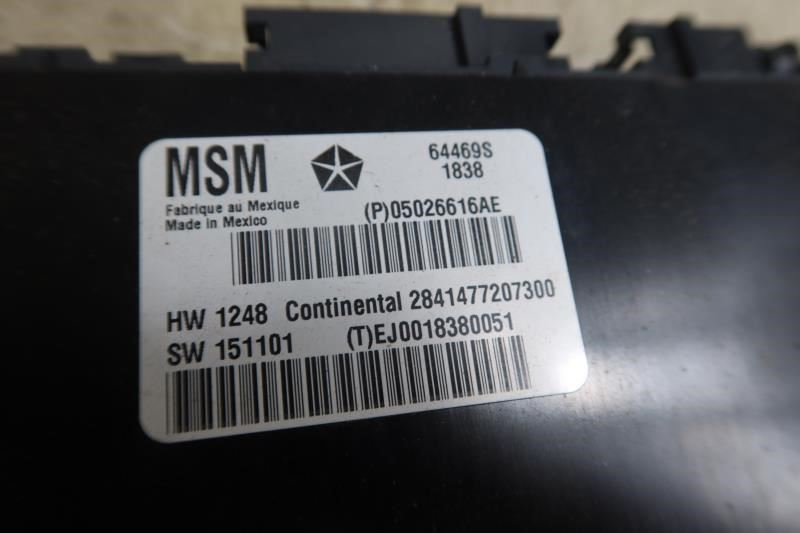 MSM
64469S
1838
Fabrique au Mexique
Made in Mexico
(P)05026616AE
HW 1248 Continental 2841477207300
SW 151101 (T)EJ0018380051